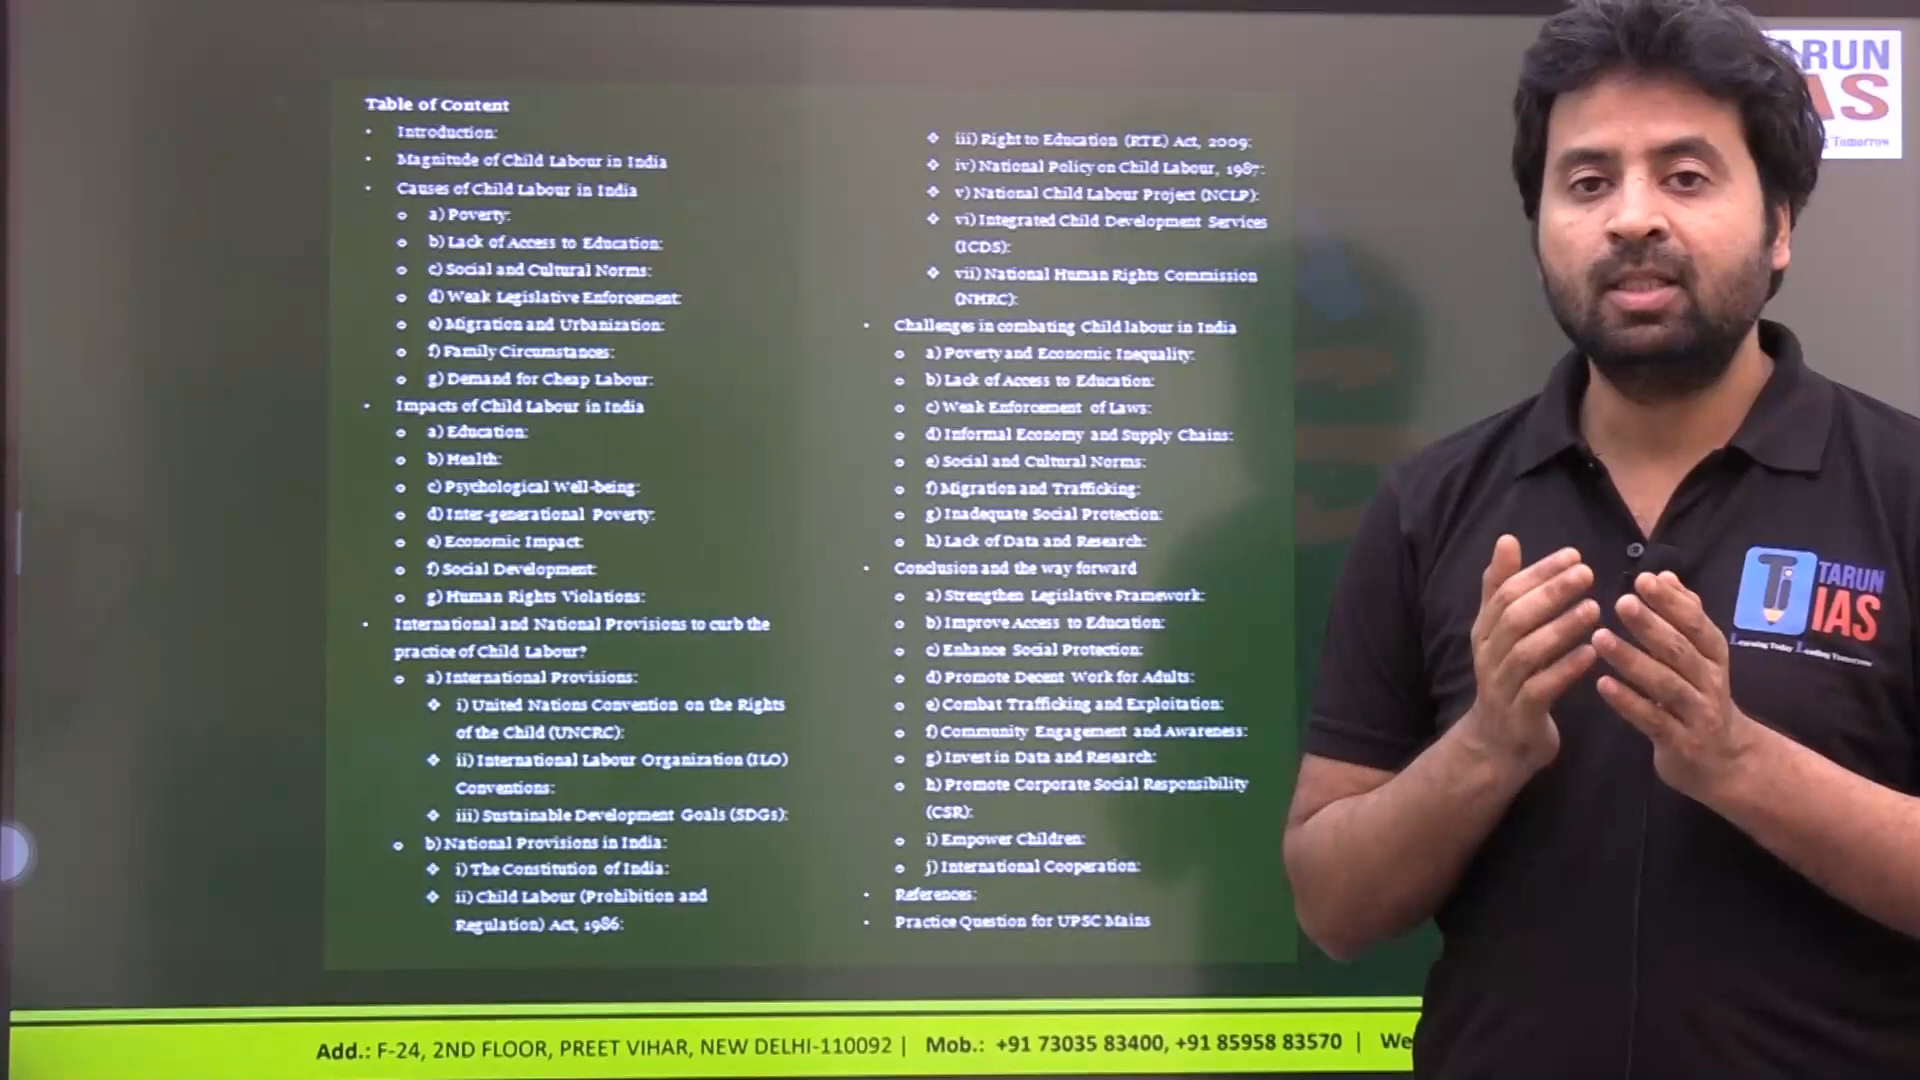 Table of Content
• Introduction:
• Magnitude of Child Labour in India
• Causes of Child Labour in India
o a) Poverty:
o b) Lack of Access to Education:
o c) Social and Cultural Norms:
o d) Weak Legislative Enforcement:
o e) Migration and Urbanization:
o f) Family Circumstances:
o g) Demand for Cheap Labour:
• Impacts of Child Labour in India
o a) Education:
o b) Health:
o c) Psychological Well-being:
o d) Inter-generational Poverty:
o e) Economic Impact:
o f) Social Development:
o g) Human Rights Violations:
• International and National Provisions to curb the
practice of Child Labour?
o a) International Provisions:
❖ i) United Nations Convention on the Rights
of the Child (UNCRC):
❖ ii) International Labour Organization (ILO)
Conventions:
❖ iii) Sustainable Development Goals (SDGs):
o b) National Provisions in India:
❖ i) The Constitution of India:
❖ ii) Child Labour (Prohibition and
Regulation) Act, 1986:
❖ iii) Right to Education (RTE) Act, 2009:
❖ iv) National Policy on Child Labour, 1987:
❖ v) National Child Labour Project (NCLP):
❖ vi) Integrated Child Development Services
(ICDS):
❖ vii) National Human Rights Commission
(NHRC):
• Challenges in combating Child labour in India
o a) Poverty and Economic Inequality:
o b) Lack of Access to Education:
o c) Weak Enforcement of Laws:
o d) Informal Economy and Supply Chains:
o e) Social and Cultural Norms:
o f) Migration and Trafficking:
o g) Inadequate Social Protection:
o h) Lack of Data and Research:
• Conclusion and the way forward
o a) Strengthen Legislative Framework:
o b) Improve Access to Education:
o c) Enhance Social Protection:
o d) Promote Decent Work for Adults:
o e) Combat Trafficking and Exploitation:
o f) Community Engagement and Awareness:
o g) Invest in Data and Research:
o h) Promote Corporate Social Responsibility
(CSR):
o i) Empower Children:
o j) International Cooperation:
• References:
• Practice Question for UPSC Mains
Add.: F-24, 2ND FLOOR, PREET VIHAR, NEW DELHI-110092 | Mob.: +91 73035 83400, +91 85958 83570 | We
ARUN
AS
g Tomorrow
Ti TARUN
IAS
Learning Today Leading Tomorrow